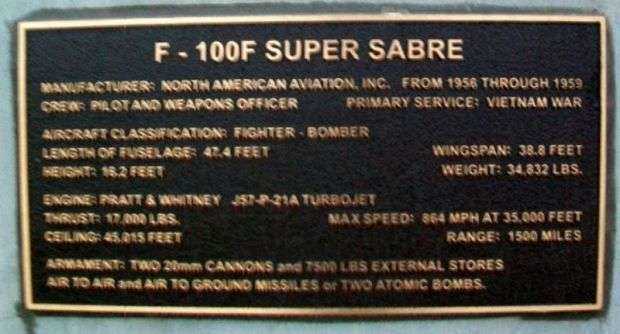 F - 100F SUPER SABRE
MANUFACTURER: NORTH AMERICAN AVIATION, INC. FROM 1956 THROUGH 1959
CREW: PILOT AND WEAPONS OFFICER PRIMARY SERVICE: VIETNAM WAR
AIRCRAFT CLASSIFICATION: FIGHTER - BOMBER
LENGTH OF FUSELAGE: 47.4 FEET WINGSPAN: 38.8 FEET
HEIGHT: 16.2 FEET WEIGHT: 34,832 LBS.
ENGINE: PRATT & WHITNEY J57-P-21A TURBOJET
THRUST: 17,000 LBS. MAX SPEED: 864 MPH AT 35,000 FEET
CEILING: 45,015 FEET RANGE: 1500 MILES
ARMAMENT: TWO 20mm CANNONS and 7500 LBS EXTERNAL STORES
AIR TO AIR and AIR TO GROUND MISSILES or TWO ATOMIC BOMBS.